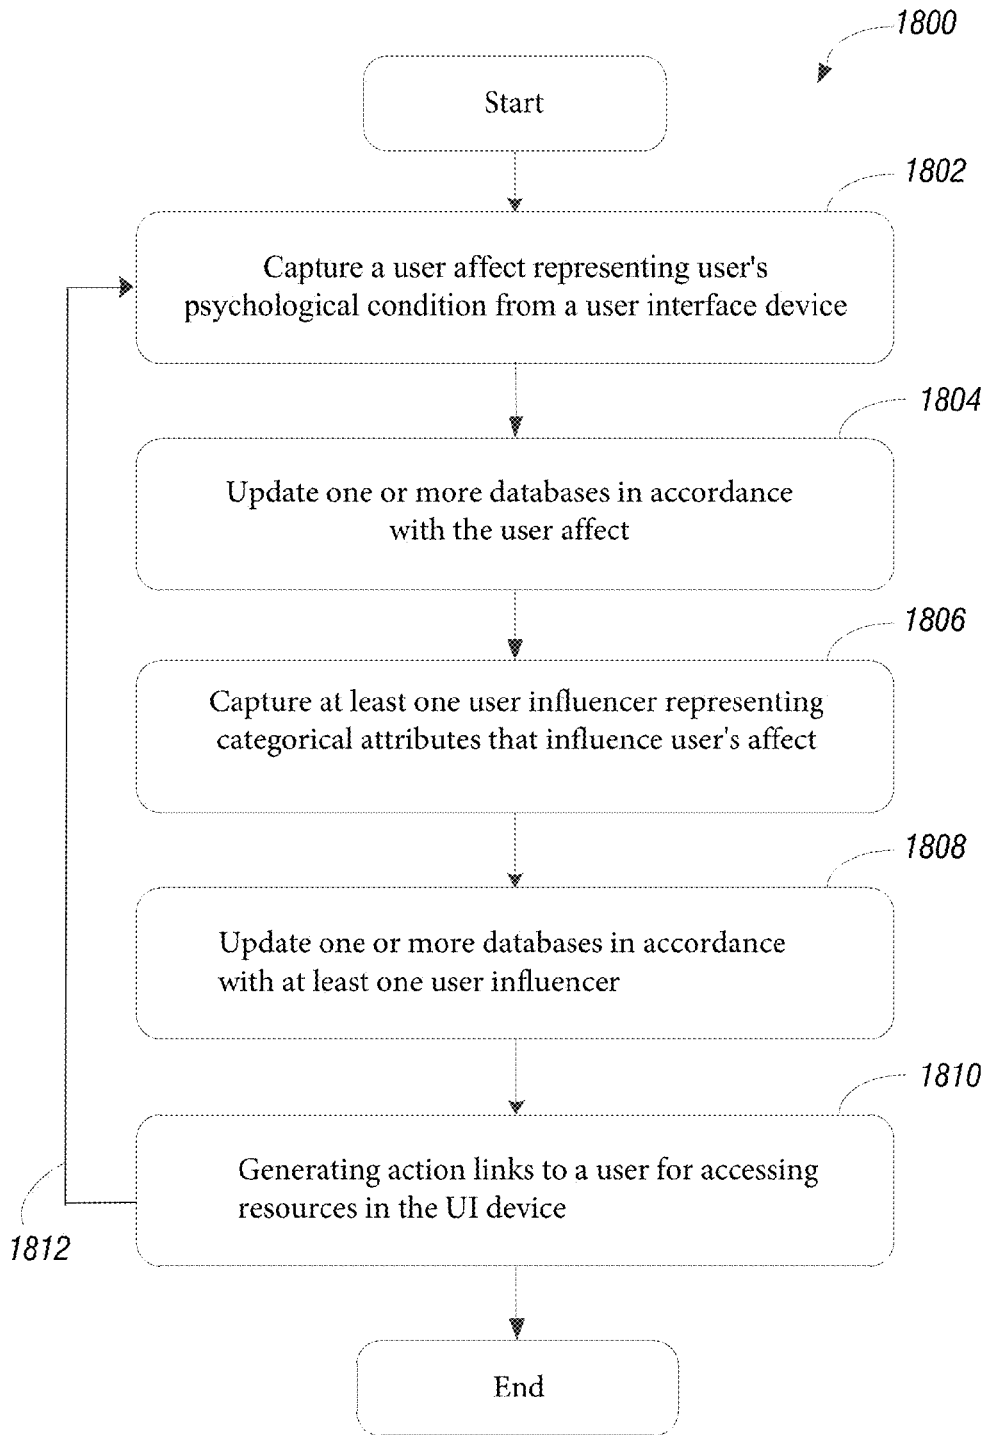 1800
Start
1802
Capture a user affect representing user's
psychological condition from a user interface device
1804
Update one or more databases in accordance
with the user affect
1806
Capture at least one user influencer representing
categorical attributes that influence user's affect
1808
Update one or more databases in accordance
with at least one user influencer
1810
Generating action links to a user for accessing
resources in the UI device
1812
End